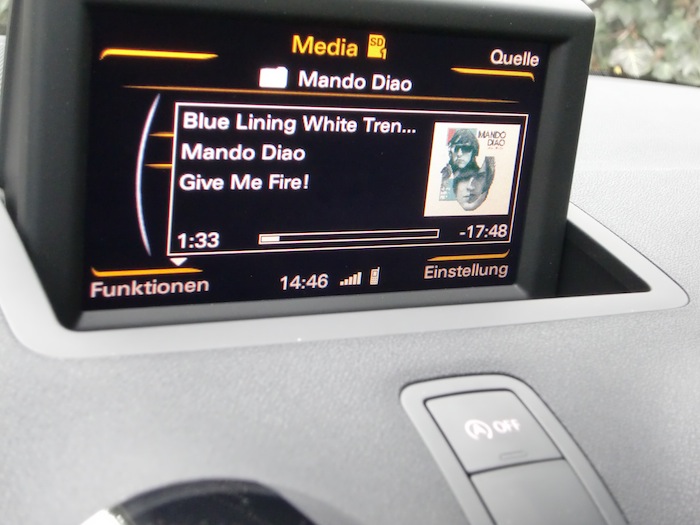 Media SD 1
Quelle
Mando Diao
Blue Lining White Tren...
Mando Diao
Give Me Fire!
MANDO
DIAO
1:33
-17:48
Funktionen
14:46
Einstellung
A OFF